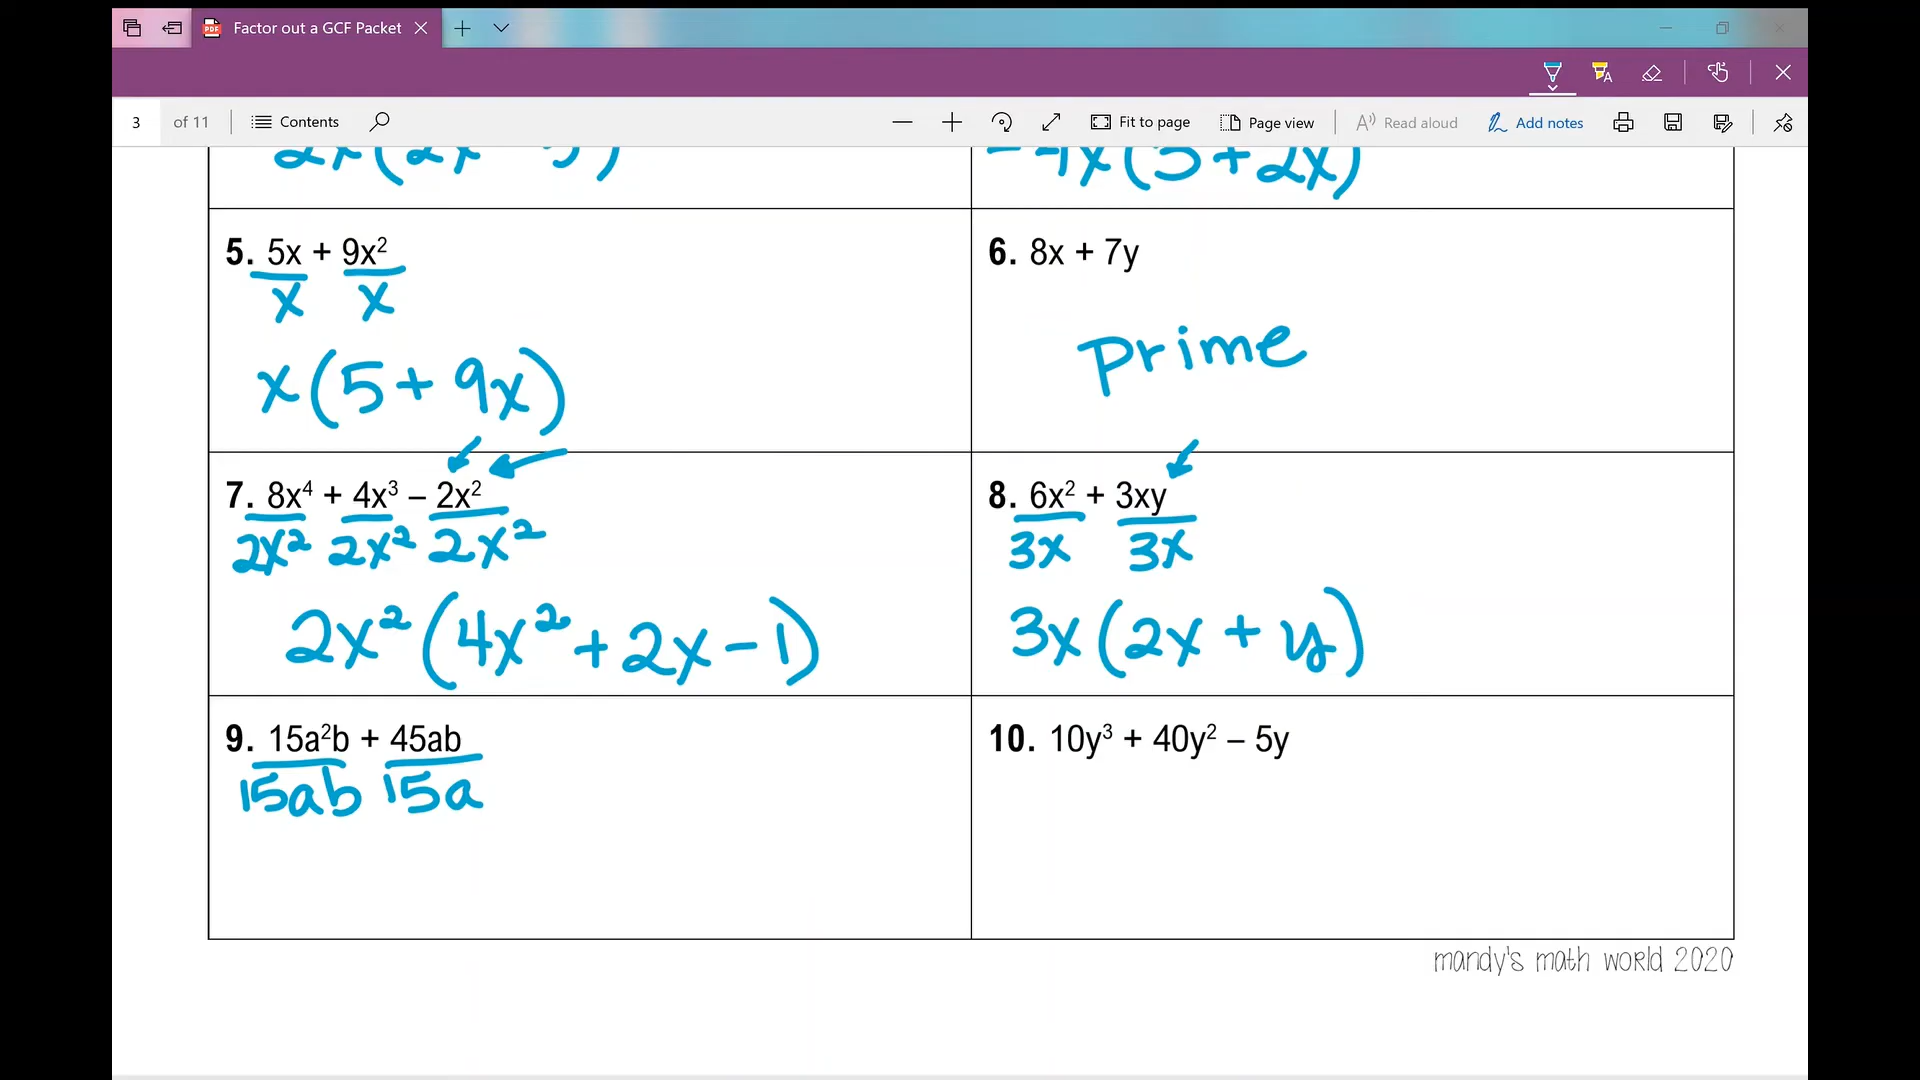 Factor out a GCF Packet
3 of 11 Contents Fit to page Page view Read aloud Add notes
-4x(5+2x)
5. 5x + 9x²
x x
x(5+9x)
6. 8x + 7y
prime
7. 8x⁴ + 4x³ – 2x²
2x² 2x² 2x²
2x²(4x²+2x-1)
8. 6x² + 3xy
3x 3x
3x(2x+y)
9. 15a²b + 45ab
15ab 15a
10. 10y³ + 40y² – 5y
mandy's math world 2020